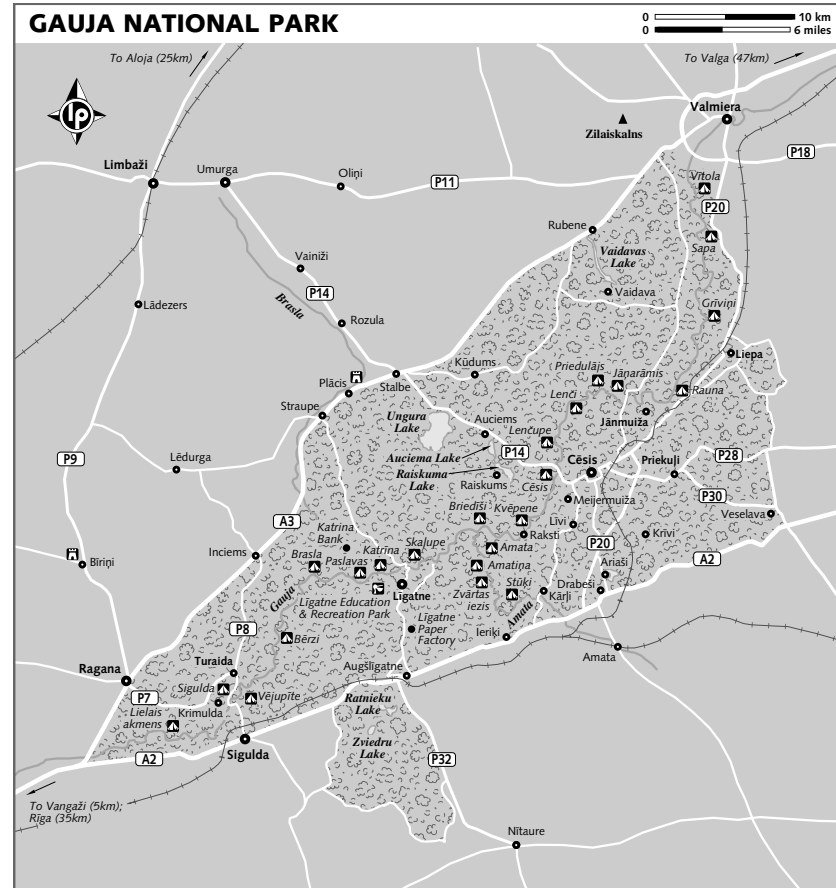 GAUJA NATIONAL PARK
0 10 km
0 6 miles
To Aloja (25km)
To Valga (47km)
lp
Valmiera
Zilaiskalns
P18
Limbaži
Umurga
Oliņi
P11
Vītola
P20
Sapa
Rubene
Vaidavas
Lake
Vaidava
Vainiži
P14
Brasla
Lādezers
Rozula
Grīviņi
Liepa
Plācis
Stalbe
Kūdums
Priedulājs
Jāņarāmis
Rauna
Straupe
Ungura
Lake
Lenči
Jānmuiža
Auciems
Lenčupe
Auciema Lake
P14
Cēsis
Priekuļi
P28
P9
Lēdurga
Raiskuma
Lake
Raiskums
Cēsis
P30
Meijermuiža
Veselava
Briediši
Kvēpene
A3
Līvi
Raksti
Krīvi
Katrina
Bank
Skaļupe
P20
Inciems
Brasla
Paslavas
Katrīna
Amata
A2
Bīriņi
Amatiņa
Ariaši
Gauja
Līgatne
Stūķi
Drabeši
Līgatne Education
& Recreation Park
Zvārtas
iezis
Kārļi
P8
Līgatne
Paper
Factory
Amata
Bērzi
Ieriķi
Amata
Turaida
Ragana
Augšlīgatne
Sigulda
Vējupīte
P7
Krimulda
Ratnieku
Lake
Lielais
akmens
Zviedru
Lake
Sigulda
A2
P32
To Vangaži (5km);
Rīga (35km)
Nītaure